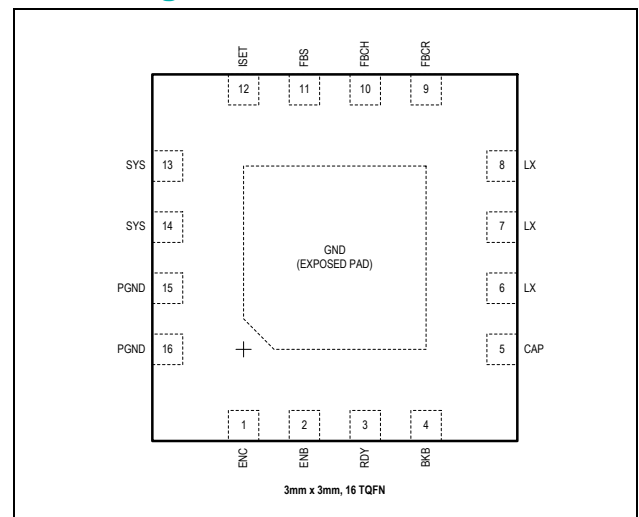 ISET FBS FBCH FBCR
12 11 10 9
SYS 13
8 LX
SYS 14
7 LX
GND
(EXPOSED PAD)
PGND 15
6 LX
PGND 16
5 CAP
1 2 3 4
ENC ENB RDY BKB
3mm x 3mm, 16 TQFN